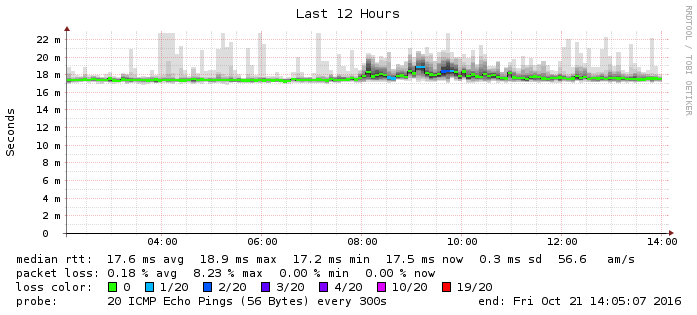 Last 12 Hours
RRDTOOL / TOBI OETIKER
Seconds
22 m
20 m
18 m
16 m
14 m
12 m
10 m
8 m
6 m
4 m
2 m
0
04:00 06:00 08:00 10:00 12:00 14:00
median rtt: 17.6 ms avg 18.9 ms max 17.2 ms min 17.5 ms now 0.3 ms sd 56.6 am/s
packet loss: 0.18 % avg 8.23 % max 0.00 % min 0.00 % now
loss color: 0 1/20 2/20 3/20 4/20 10/20 19/20
probe: 20 ICMP Echo Pings (56 Bytes) every 300s end: Fri Oct 21 14:05:07 2016